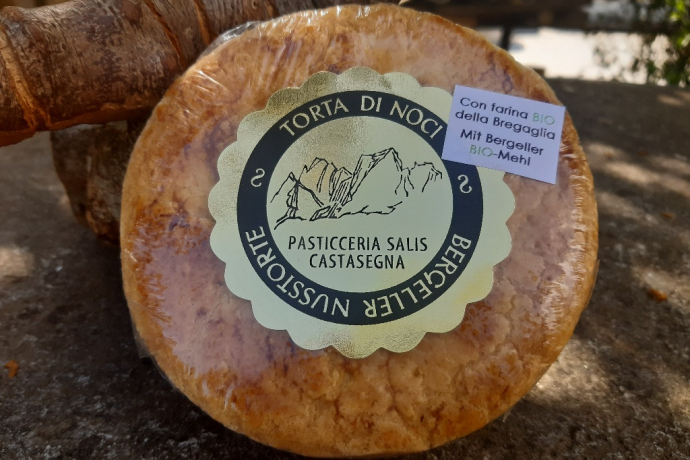 TORTA DI NOCI
S
S
PASTICCERIA SALIS
CASTASEGNA
BERGELLER NUSSTORTE
Con farina BIO
della Bregaglia
Mit Bergeller
BIO-Mehl